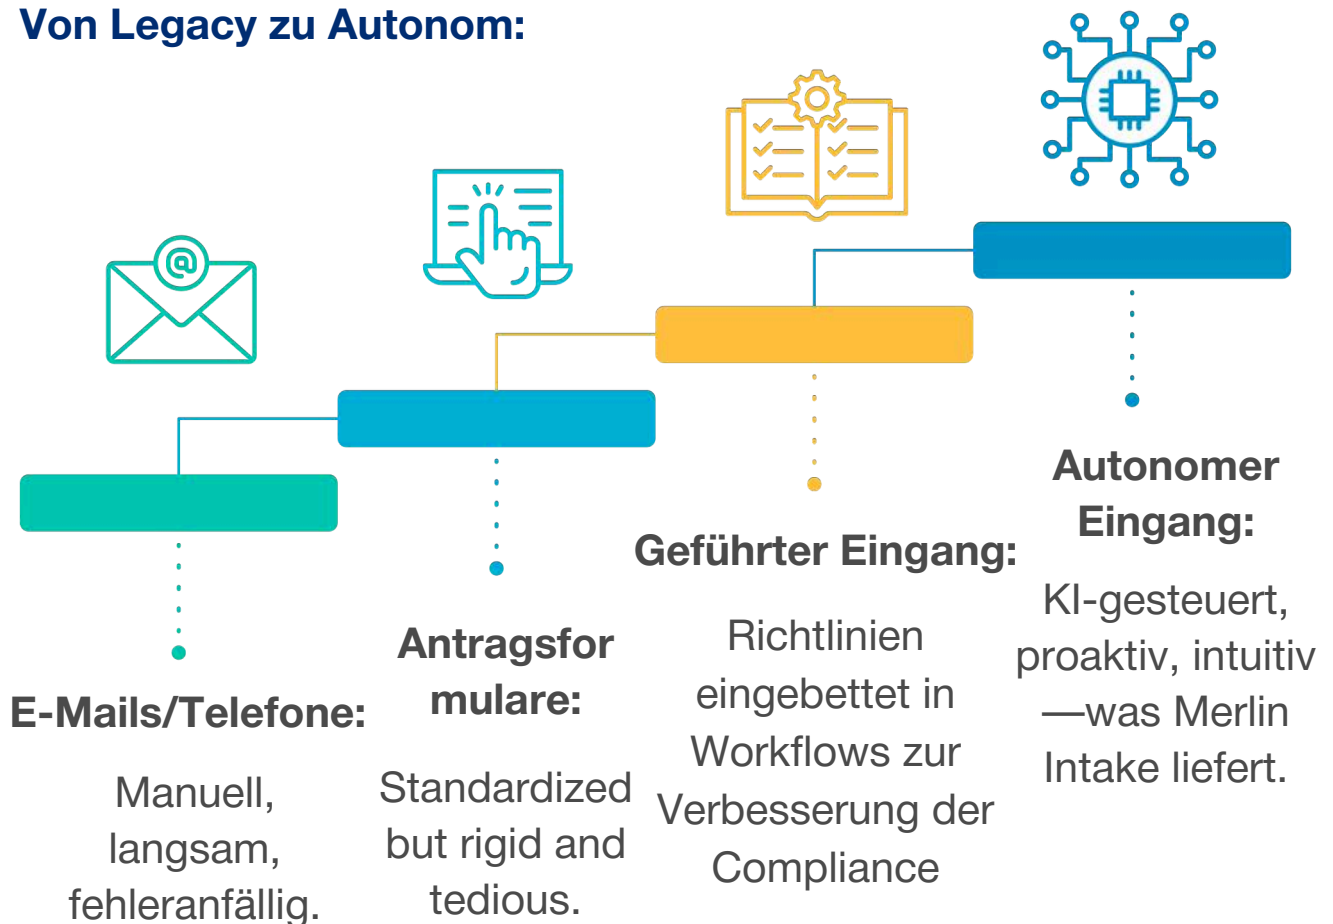 Von Legacy zu Autonom:
@
E-Mails/Telefone:
Manuell,
langsam,
fehleranfällig.
Antragsfor
mulare:
Standardized
but rigid and
tedious.
Geführter Eingang:
Richtlinien
eingebettet in
Workflows zur
Verbesserung der
Compliance
Autonomer
Eingang:
KI-gesteuert,
proaktiv, intuitiv
—was Merlin
Intake liefert.